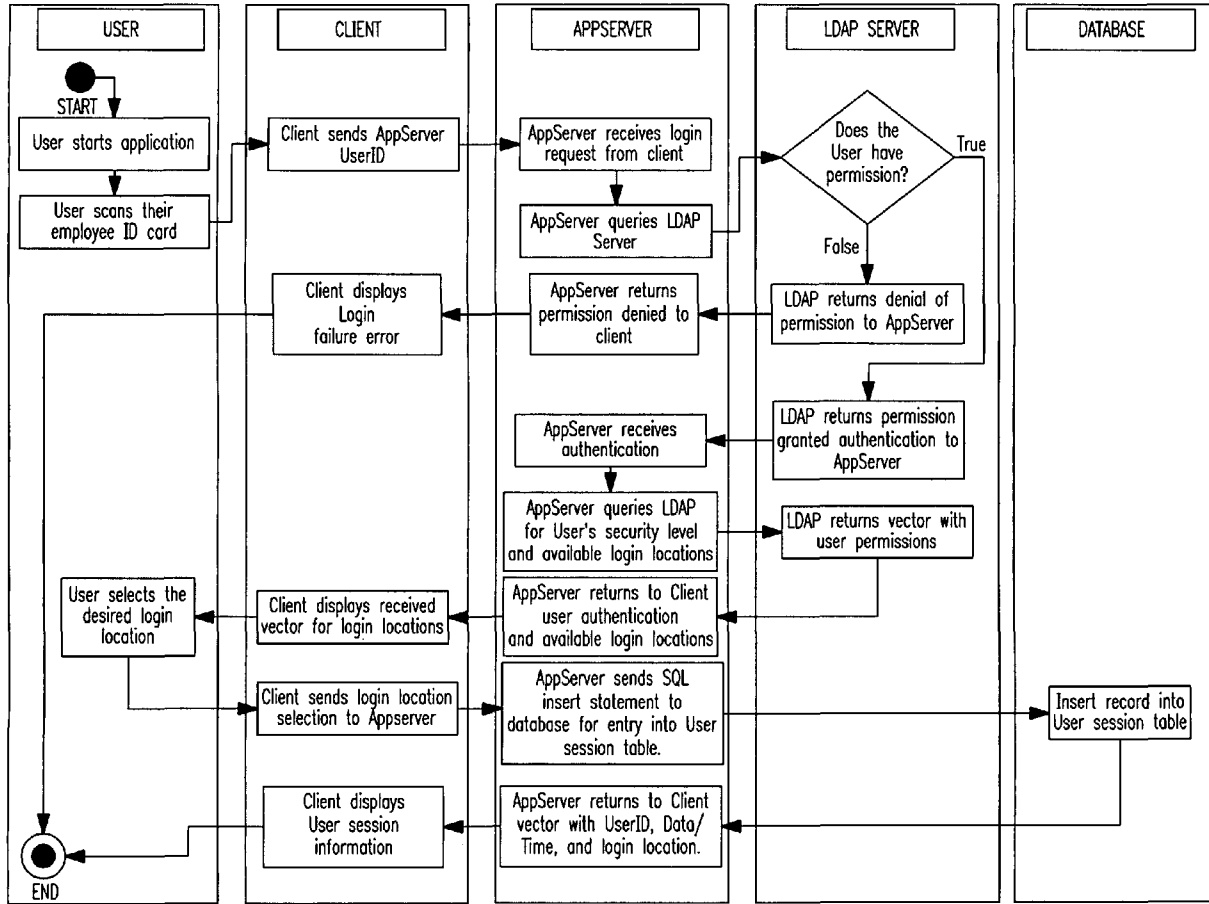 USER
CLIENT
APPSERVER
LDAP SERVER
DATABASE
START
User starts application
User scans their
employee ID card
Client sends AppServer
UserID
AppServer receives login
request from client
AppServer queries LDAP
Server
Does the
User have
permission?
True
False
LDAP returns denial of
permission to AppServer
AppServer returns
permission denied to
client
Client displays
Login
failure error
LDAP returns permission
granted authentication to
AppServer
AppServer receives
authentication
AppServer queries LDAP
for User's security level
and available login locations
LDAP returns vector with
user permissions
AppServer returns to Client
user authentication
and available login locations
Client displays received
vector for login locations
User selects the
desired login
location
Client sends login location
selection to Appserver
AppServer sends SQL
insert statement to
database for entry into User
session table.
Insert record into
User session table
AppServer returns to Client
vector with UserID, Data/
Time, and login location.
Client displays
User session
information
END